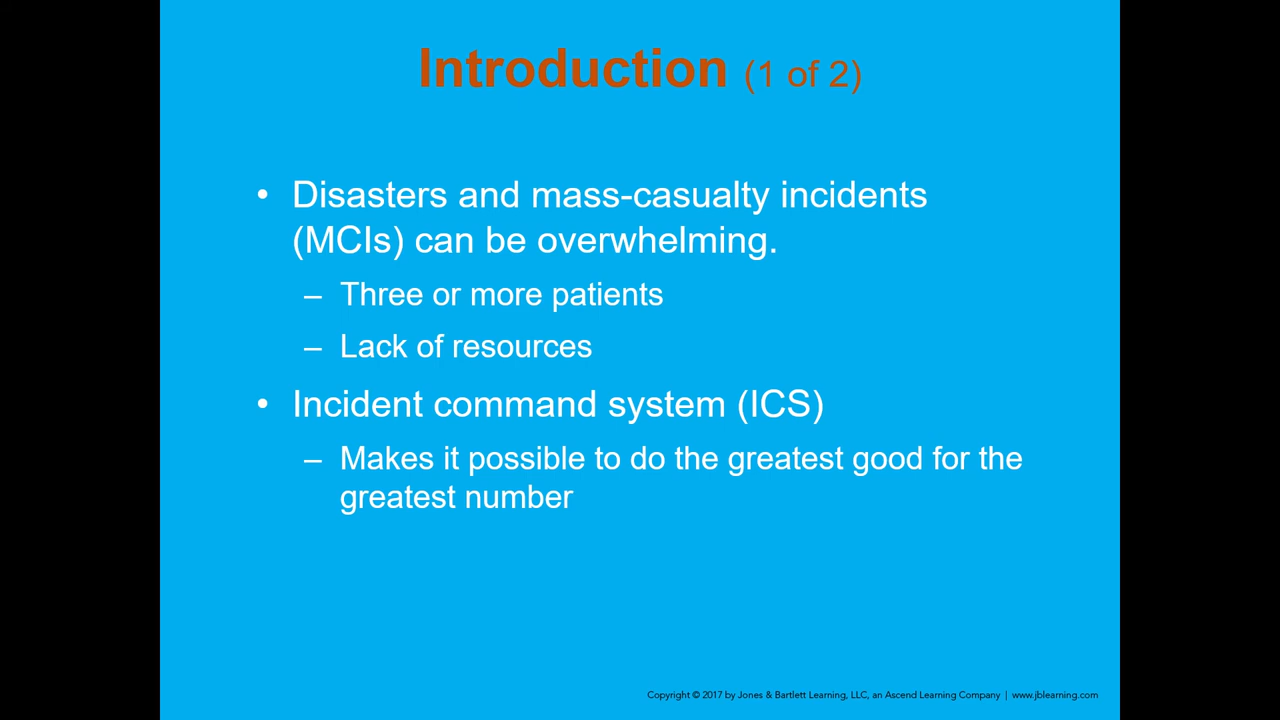 Introduction (1 of 2)
• Disasters and mass-casualty incidents
(MCIs) can be overwhelming.
– Three or more patients
– Lack of resources
• Incident command system (ICS)
– Makes it possible to do the greatest good for the
greatest number
Copyright © 2017 by Jones & Bartlett Learning, LLC, an Ascend Learning Company | www.jblearning.com